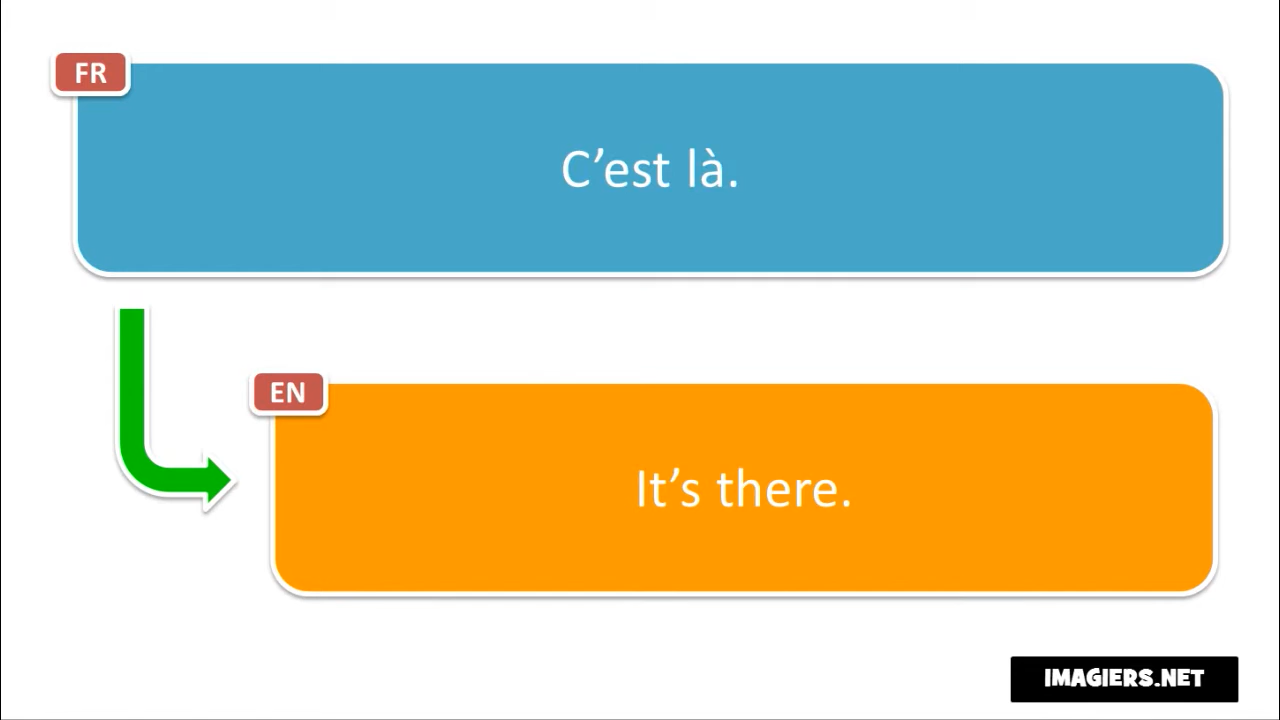 FR
C’est là.
EN
It’s there.
IMAGIERS.NET